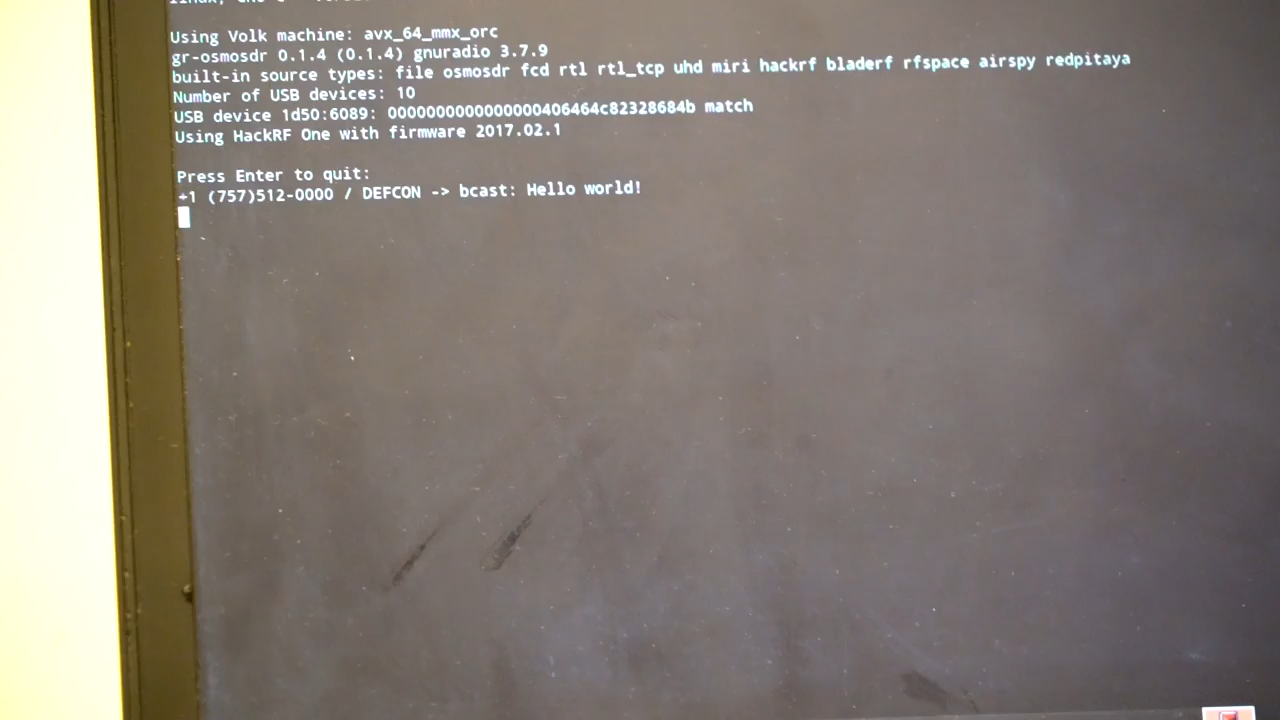 Using Volk machine: avx_64_mmx_orc
gr-osmosdr 0.1.4 (0.1.4) gnuradio 3.7.9
built-in source types: file osmosdr fcd rtl rtl_tcp uhd miri hackrf bladerf rfspace airspy redpitaya
Number of USB devices: 10
USB device 1d50:6089: 0000000000000000406464c82328684b match
Using HackRF One with firmware 2017.02.1
Press Enter to quit:
+1 (757)512-0000 / DEFCON -> bcast: Hello world!